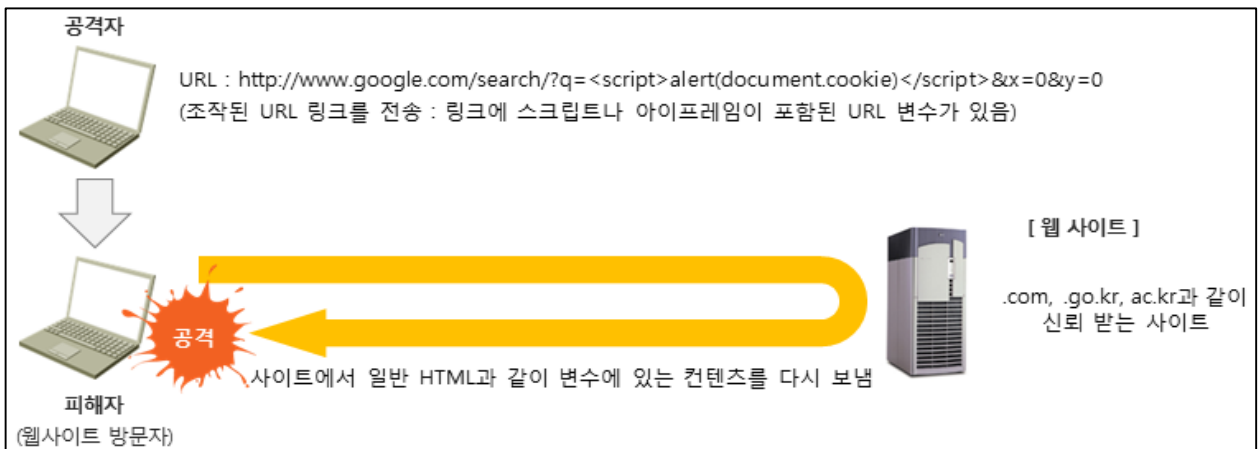 공격자
URL : http://www.google.com/search/?q=<script>alert(document.cookie)</script>&x=0&y=0
(조작된 URL 링크를 전송 : 링크에 스크립트나 아이프레임이 포함된 URL 변수가 있음)
[ 웹 사이트 ]
.com, .go.kr, ac.kr과 같이
신뢰 받는 사이트
공격
사이트에서 일반 HTML과 같이 변수에 있는 컨텐츠를 다시 보냄
피해자
(웹사이트 방문자)